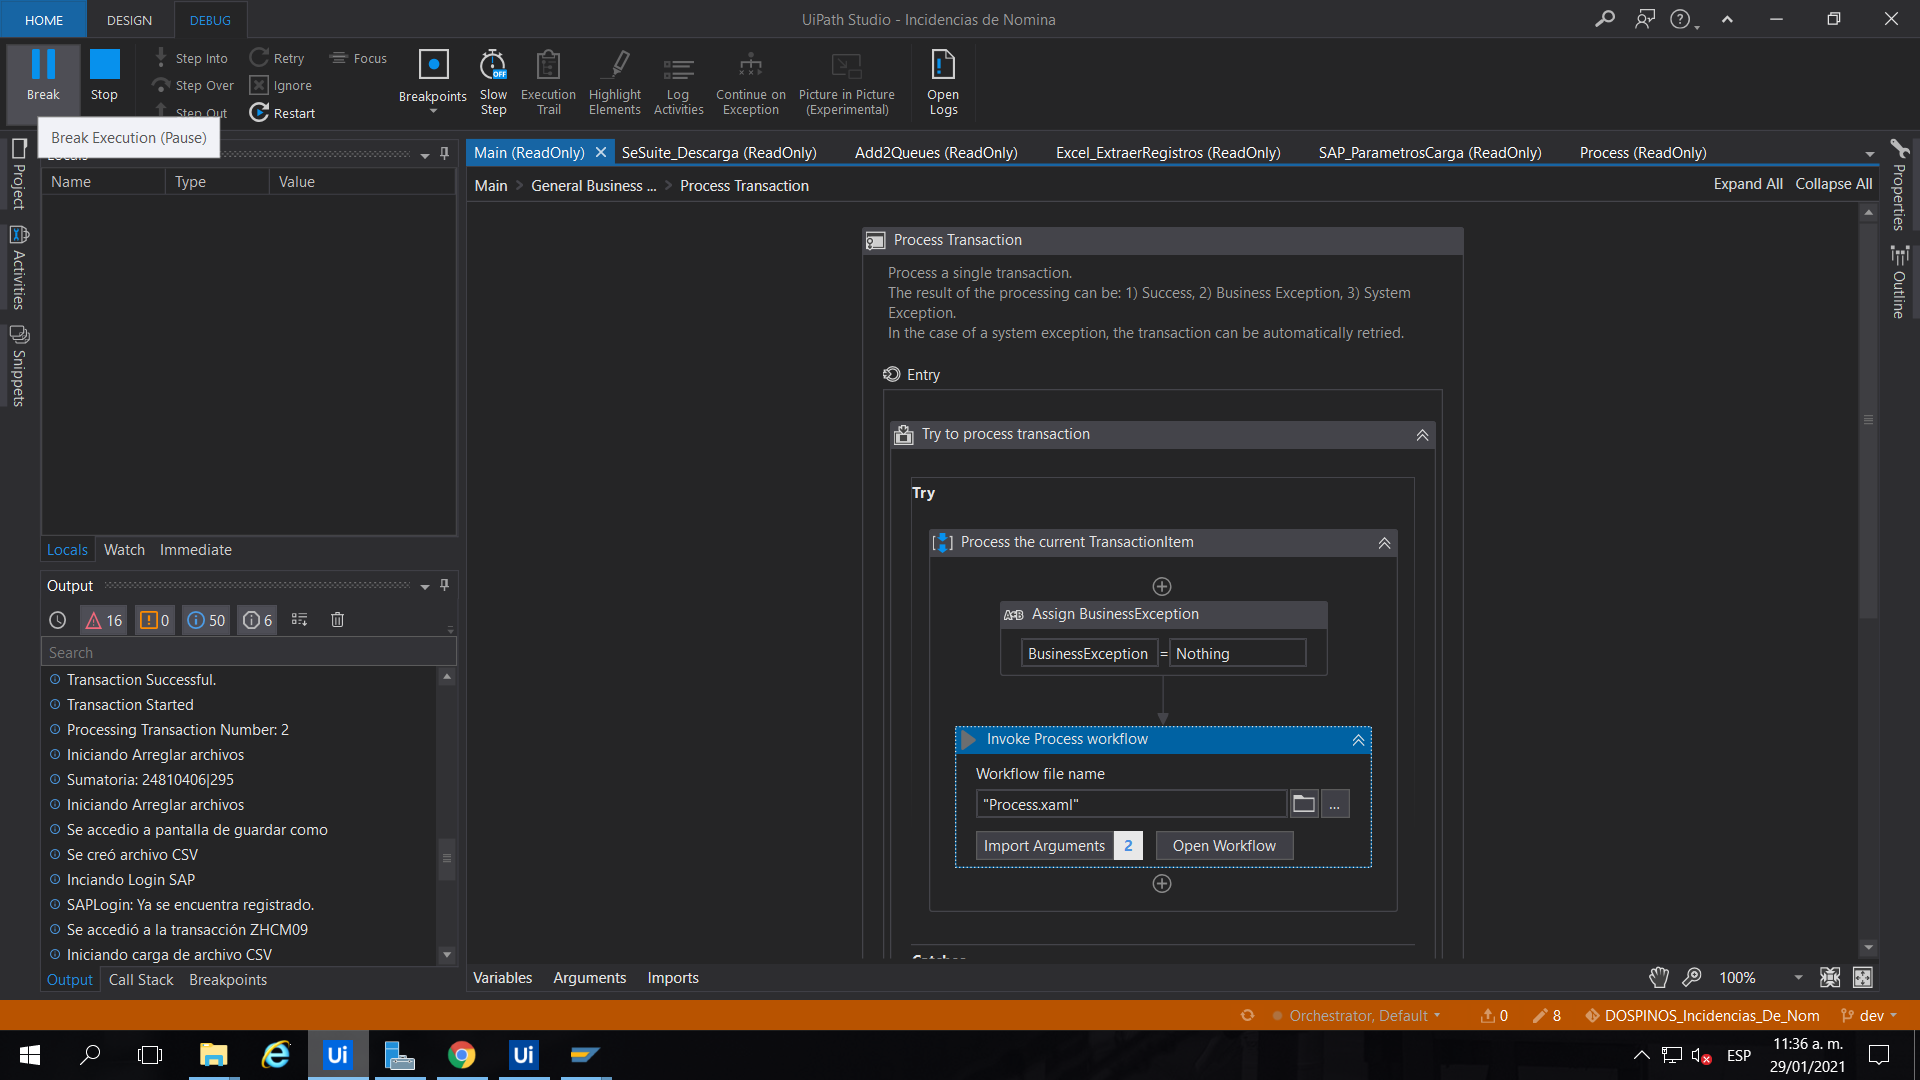 HOME
DESIGN
DEBUG
UiPath Studio - Incidencias de Nomina
Break
Stop
Step Into
Step Over
Step Out
Retry
Ignore
Restart
Focus
Breakpoints
OFF
Slow Step
Execution Trail
Highlight Elements
Log Activities
Continue on Exception
Picture in Picture (Experimental)
Open Logs
Break Execution (Pause)
Project
Activities
Snippets
Locals
Name
Type
Value
Locals
Watch
Immediate
Output
16
0
50
6
Search
Transaction Successful.
Transaction Started
Processing Transaction Number: 2
Iniciando Arreglar archivos
Sumatoria: 24810406|295
Iniciando Arreglar archivos
Se accedio a pantalla de guardar como
Se creó archivo CSV
Inciando Login SAP
SAPLogin: Ya se encuentra registrado.
Se accedió a la transacción ZHCM09
Iniciando carga de archivo CSV
Output
Call Stack
Breakpoints
Main (ReadOnly)
SeSuite_Descarga (ReadOnly)
Add2Queues (ReadOnly)
Excel_ExtraerRegistros (ReadOnly)
SAP_ParametrosCarga (ReadOnly)
Process (ReadOnly)
Main > General Business ... > Process Transaction
Expand All
Collapse All
Process Transaction
Process a single transaction.
The result of the processing can be: 1) Success, 2) Business Exception, 3) System
Exception.
In the case of a system exception, the transaction can be automatically retried.
Entry
Try to process transaction
Try
Process the current TransactionItem
A+B Assign BusinessException
BusinessException = Nothing
Invoke Process workflow
Workflow file name
"Process.xaml"
...
Import Arguments 2
Open Workflow
Catches
Variables
Arguments
Imports
100%
Properties
Outline
Orchestrator, Default
0
8
DOSPINOS_Incidencias_De_Nom
dev
Ui
Ui
ESP
11:36 a. m.
29/01/2021